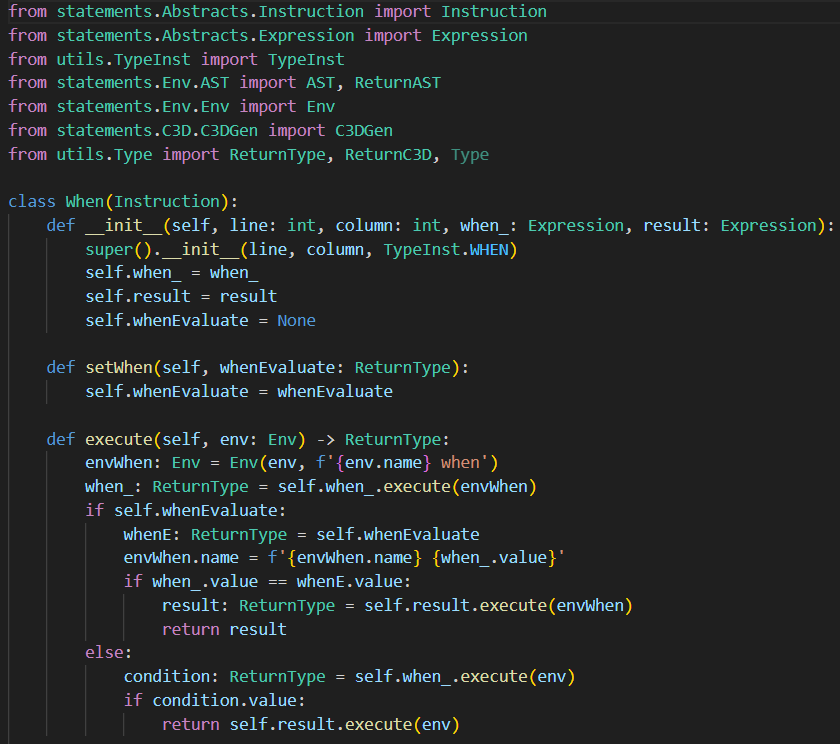 from statements.Abstracts.Instruction import Instruction
from statements.Abstracts.Expression import Expression
from utils.TypeInst import TypeInst
from statements.Env.AST import AST, ReturnAST
from statements.Env.Env import Env
from statements.C3D.C3DGen import C3DGen
from utils.Type import ReturnType, ReturnC3D, Type

class When(Instruction):
    def __init__(self, line: int, column: int, when_: Expression, result: Expression):
        super().__init__(line, column, TypeInst.WHEN)
        self.when_ = when_
        self.result = result
        self.whenEvaluate = None

    def setWhen(self, whenEvaluate: ReturnType):
        self.whenEvaluate = whenEvaluate

    def execute(self, env: Env) -> ReturnType:
        envWhen: Env = Env(env, f'{env.name} when')
        when_: ReturnType = self.when_.execute(envWhen)
        if self.whenEvaluate:
            whenE: ReturnType = self.whenEvaluate
            envWhen.name = f'{envWhen.name} {when_.value}'
            if when_.value == whenE.value:
                result: ReturnType = self.result.execute(envWhen)
                return result
        else:
            condition: ReturnType = self.when_.execute(env)
            if condition.value:
                return self.result.execute(env)